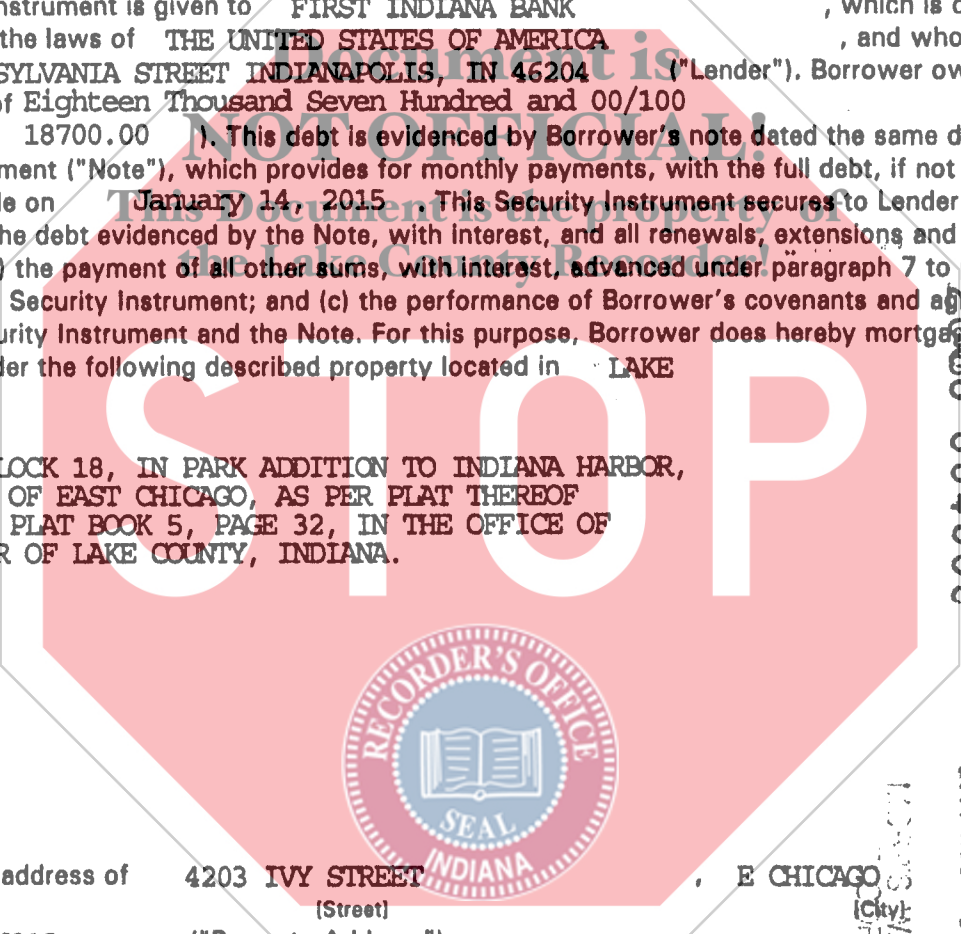 nstrument is given to FIRST INDIANA BANK , which is o
the laws of THE UNITED STATES OF AMERICA , and who
SYLVANIA STREET INDIANAPOLIS, IN 46204 ("Lender"). Borrower ow
of Eighteen Thousand Seven Hundred and 00/100
18700.00 ). This debt is evidenced by Borrower's note dated the same d
ment ("Note"), which provides for monthly payments, with the full debt, if not
le on January 14, 2015 . This Security Instrument secures to Lender
he debt evidenced by the Note, with interest, and all renewals, extensions and
) the payment of all other sums, with interest, advanced under paragraph 7 to
Security Instrument; and (c) the performance of Borrower's covenants and ag
urity Instrument and the Note. For this purpose, Borrower does hereby mortgag
der the following described property located in LAKE
Document is
NOT OFFICIAL!
This Document is the property of
the Lake County Recorder!
STOP
LOCK 18, IN PARK ADDITION TO INDIANA HARBOR,
OF EAST CHICAGO, AS PER PLAT THEREOF
PLAT BOOK 5, PAGE 32, IN THE OFFICE OF
R OF LAKE COUNTY, INDIANA.
RECORDER'S OFFICE
SEAL
INDIANA
address of 4203 IVY STREET , E CHICAGO
[Street] [City]
("Property Address")